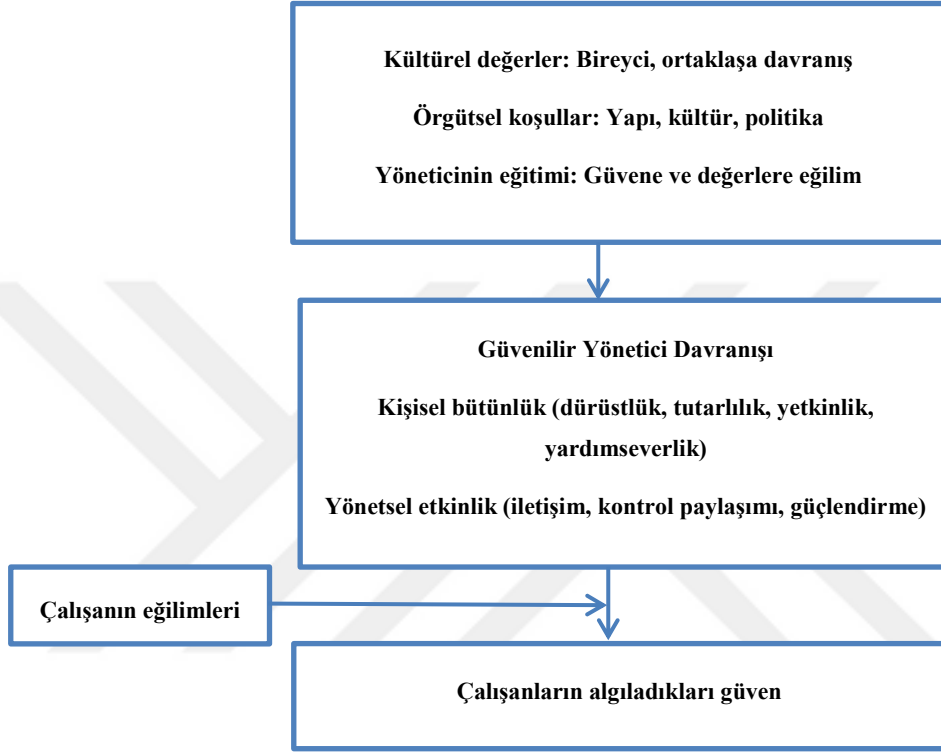 Kültürel değerler: Bireyci, ortaklaşa davranış
Örgütsel koşullar: Yapı, kültür, politika
Yöneticinin eğitimi: Güvene ve değerlere eğilim
Güvenilir Yönetici Davranışı
Kişisel bütünlük (dürüstlük, tutarlılık, yetkinlik,
yardımseverlik)
Yönetsel etkinlik (iletişim, kontrol paylaşımı, güçlendirme)
Çalışanın eğilimleri
Çalışanların algıladıkları güven